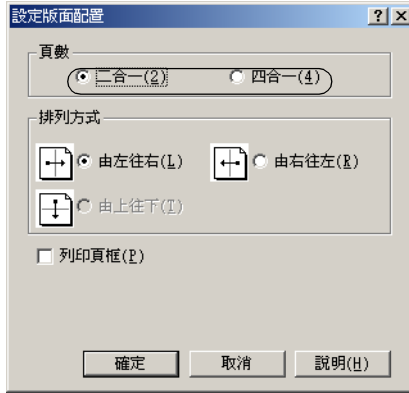 設定版面配置
頁數
二合一(2) 四合一(4)
排列方式
由左往右(L) 由右往左(R)
由上往下(T)
列印頁框(P)
確定 取消 說明(H)